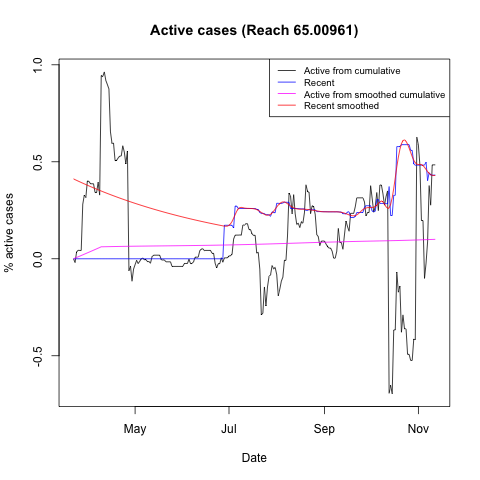 Active cases (Reach 65.00961)
Active from cumulative
Recent
Active from smoothed cumulative
Recent smoothed
% active cases
1.0
0.5
0.0
-0.5
May Jul Sep Nov
Date